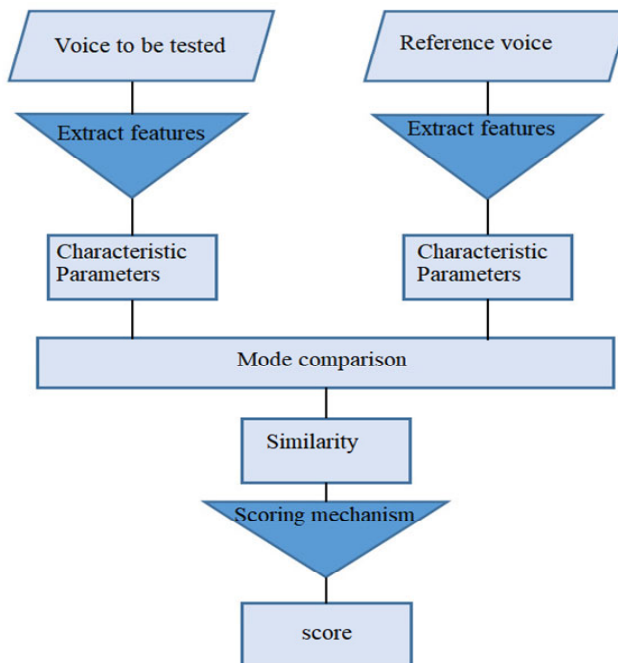 Voice to be tested
Reference voice
Extract features
Extract features
Characteristic
Parameters
Characteristic
Parameters
Mode comparison
Similarity
Scoring mechanism
score